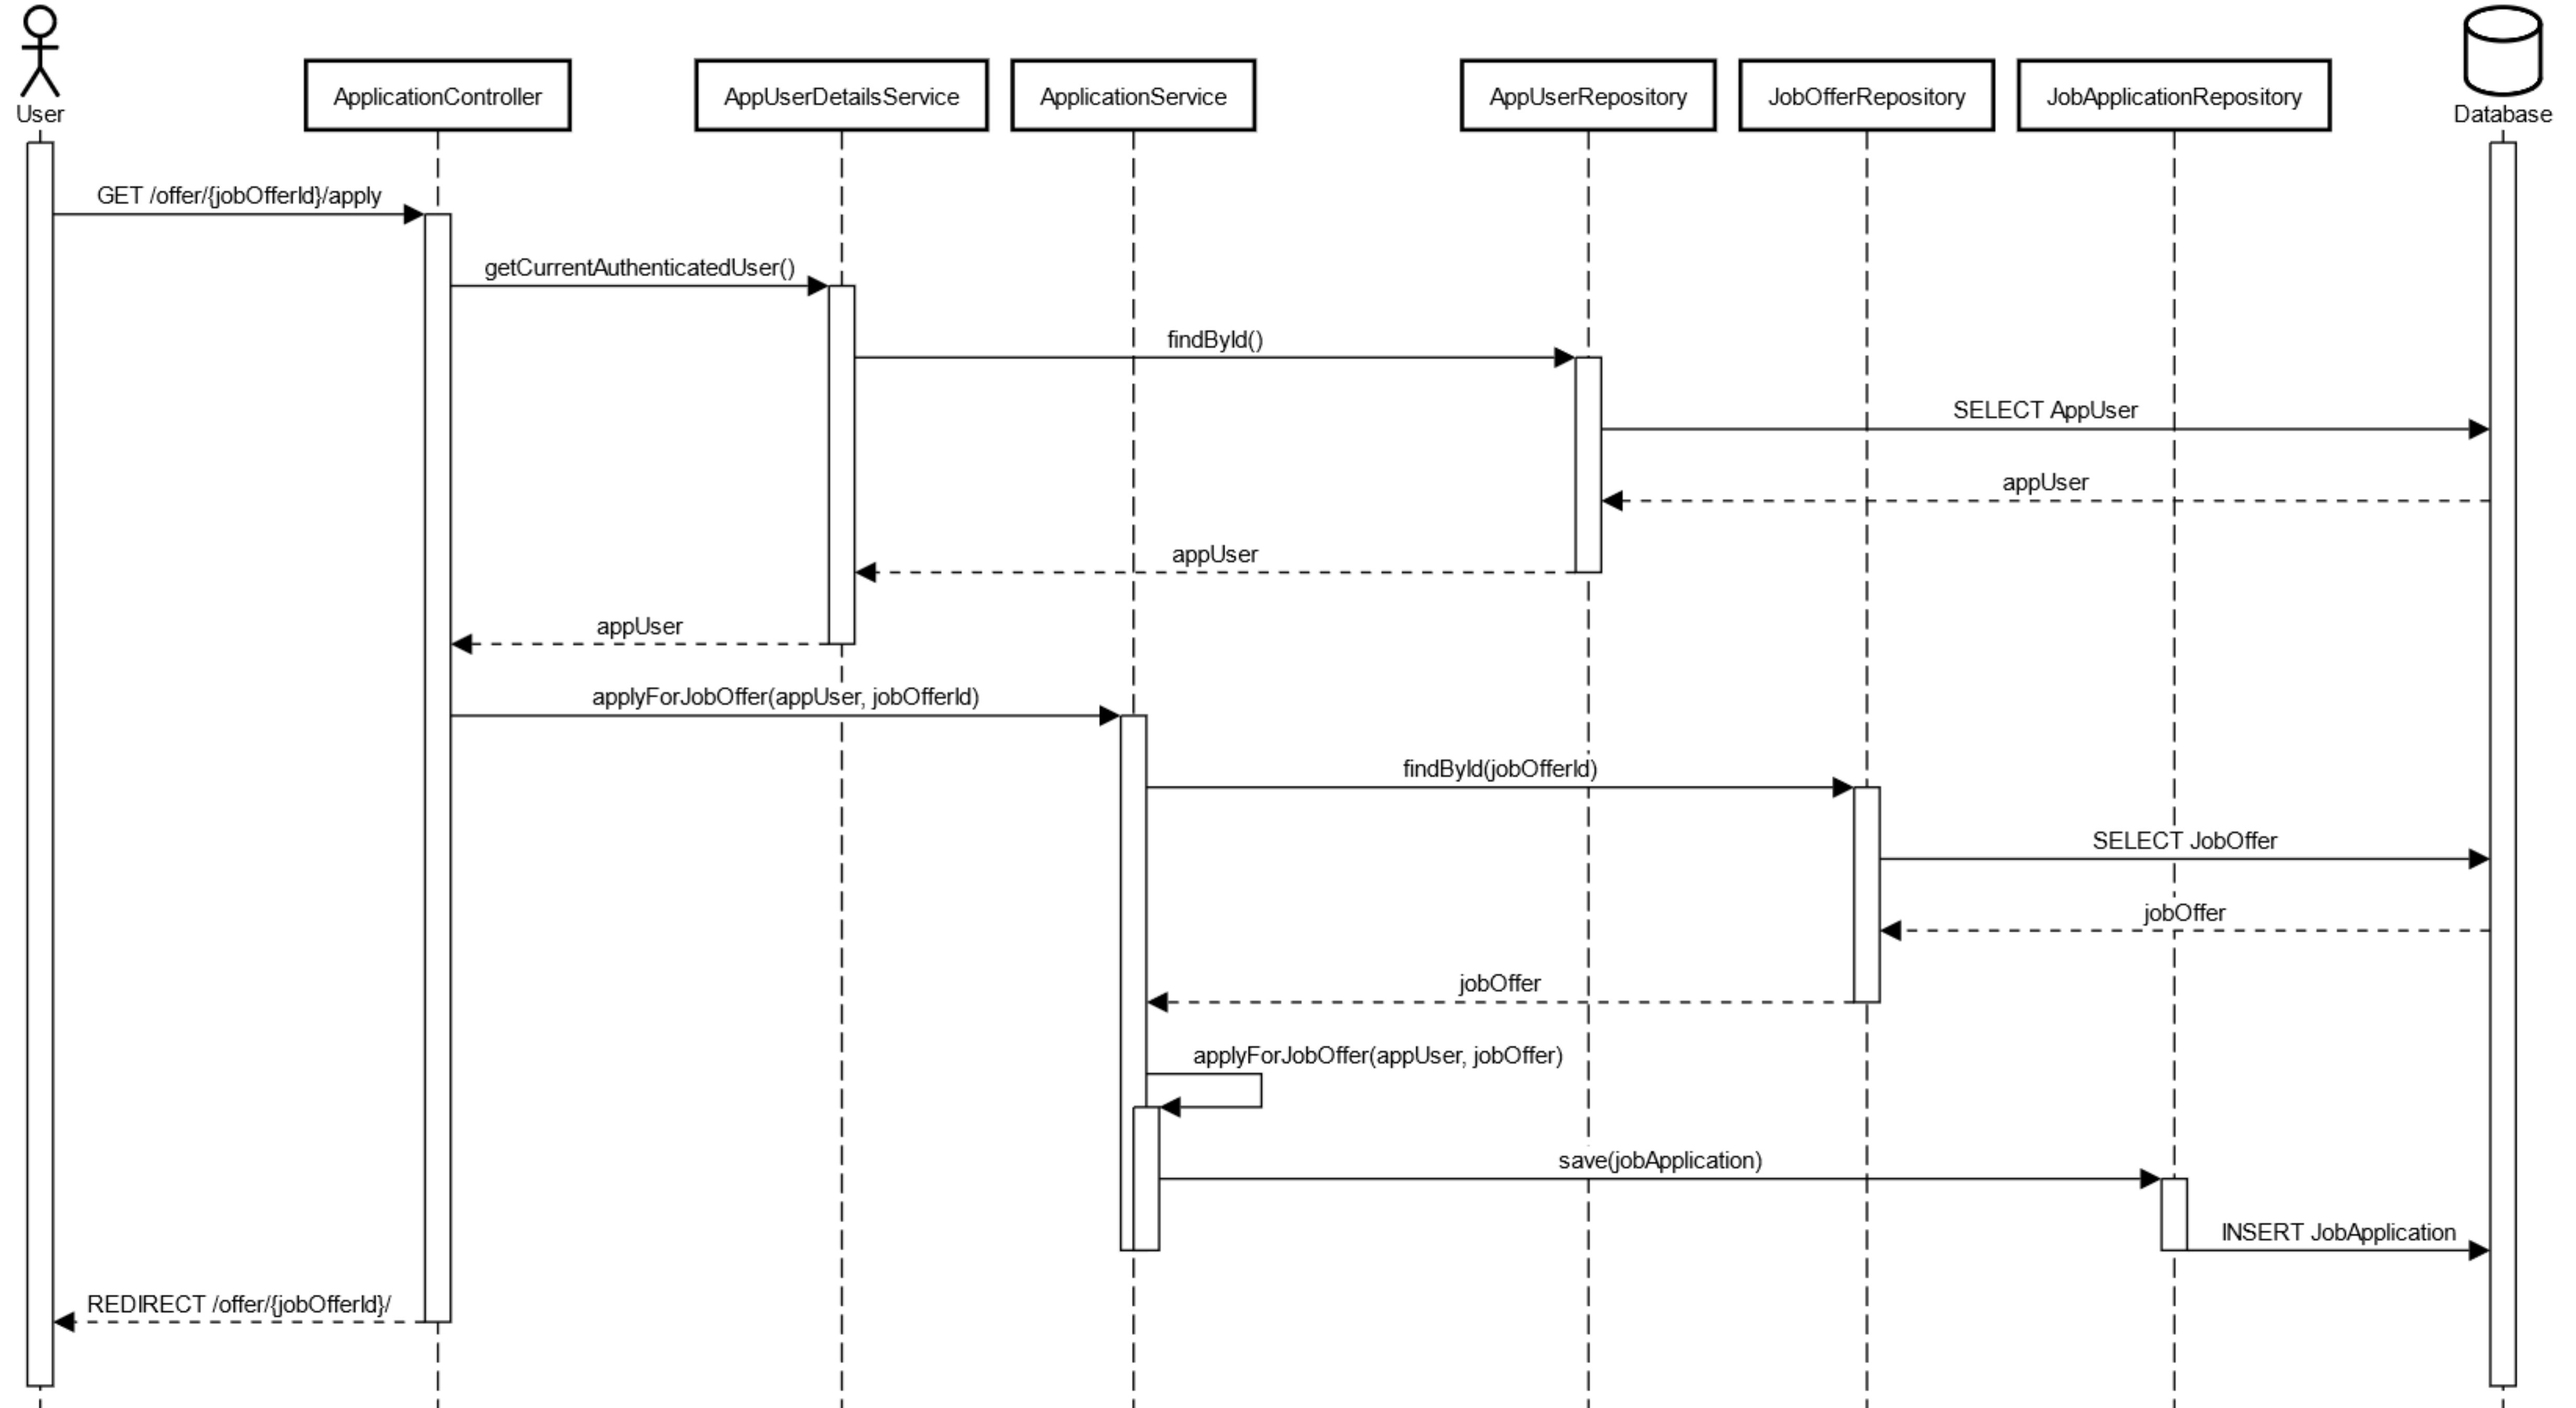 User
ApplicationController
AppUserDetailsService
ApplicationService
AppUserRepository
JobOfferRepository
JobApplicationRepository
Database
GET /offer/{jobOfferId}/apply
getCurrentAuthenticatedUser()
findById()
SELECT AppUser
appUser
appUser
appUser
applyForJobOffer(appUser, jobOfferId)
findById(jobOfferId)
SELECT JobOffer
jobOffer
jobOffer
applyForJobOffer(appUser, jobOffer)
save(jobApplication)
INSERT JobApplication
REDIRECT /offer/{jobOfferId}/